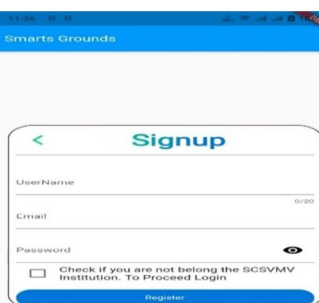 11:26
Smarts Grounds
Signup
UserName
0/20
Email
Password
Check if you are not belong the SCSVMV
Institution. To Proceed Login
Register